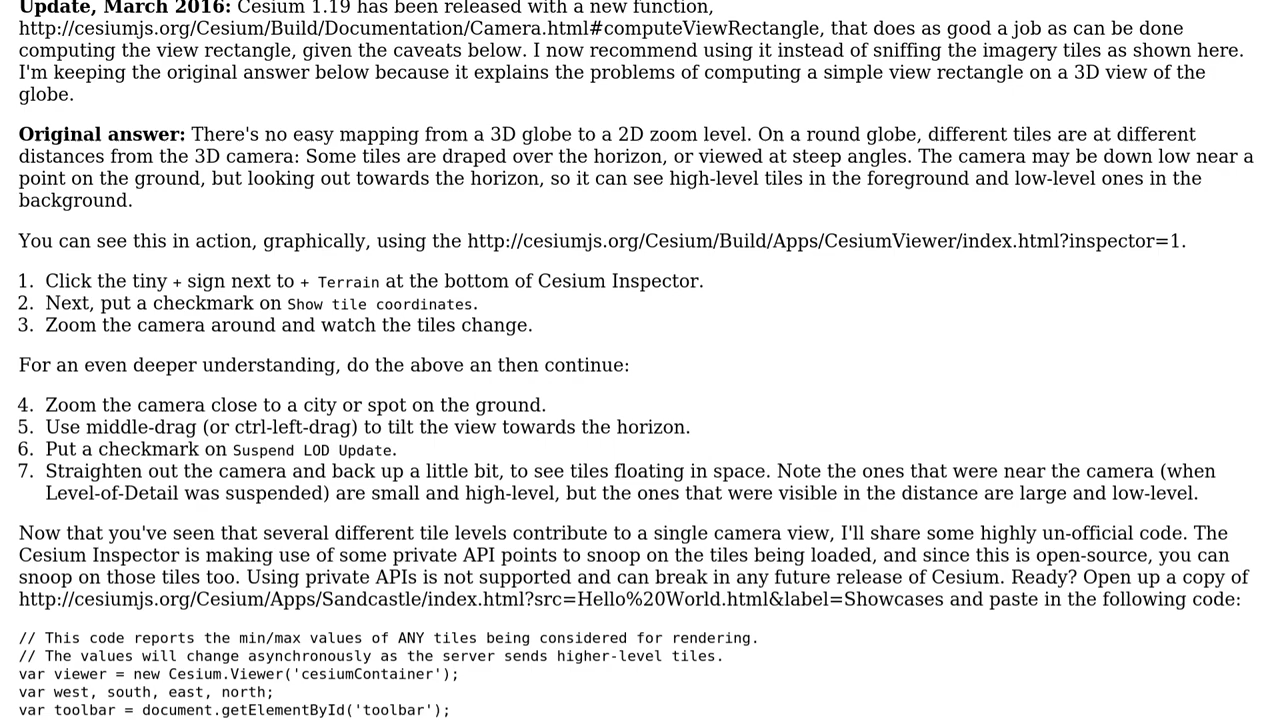 Update, March 2016: Cesium 1.19 has been released with a new function,
http://cesiumjs.org/Cesium/Build/Documentation/Camera.html#computeViewRectangle, that does as good a job as can be done
computing the view rectangle, given the caveats below. I now recommend using it instead of sniffing the imagery tiles as shown here.
I'm keeping the original answer below because it explains the problems of computing a simple view rectangle on a 3D view of the
globe.
Original answer: There's no easy mapping from a 3D globe to a 2D zoom level. On a round globe, different tiles are at different
distances from the 3D camera: Some tiles are draped over the horizon, or viewed at steep angles. The camera may be down low near a
point on the ground, but looking out towards the horizon, so it can see high-level tiles in the foreground and low-level ones in the
background.
You can see this in action, graphically, using the http://cesiumjs.org/Cesium/Build/Apps/CesiumViewer/index.html?inspector=1.
1. Click the tiny + sign next to + Terrain at the bottom of Cesium Inspector.
2. Next, put a checkmark on Show tile coordinates.
3. Zoom the camera around and watch the tiles change.
For an even deeper understanding, do the above an then continue:
4. Zoom the camera close to a city or spot on the ground.
5. Use middle-drag (or ctrl-left-drag) to tilt the view towards the horizon.
6. Put a checkmark on Suspend LOD Update.
7. Straighten out the camera and back up a little bit, to see tiles floating in space. Note the ones that were near the camera (when
Level-of-Detail was suspended) are small and high-level, but the ones that were visible in the distance are large and low-level.
Now that you've seen that several different tile levels contribute to a single camera view, I'll share some highly un-official code. The
Cesium Inspector is making use of some private API points to snoop on the tiles being loaded, and since this is open-source, you can
snoop on those tiles too. Using private APIs is not supported and can break in any future release of Cesium. Ready? Open up a copy of
http://cesiumjs.org/Cesium/Apps/Sandcastle/index.html?src=Hello%20World.html&label=Showcases and paste in the following code:
// This code reports the min/max values of ANY tiles being considered for rendering.
// The values will change asynchronously as the server sends higher-level tiles.
var viewer = new Cesium.Viewer('cesiumContainer');
var west, south, east, north;
var toolbar = document.getElementById('toolbar');